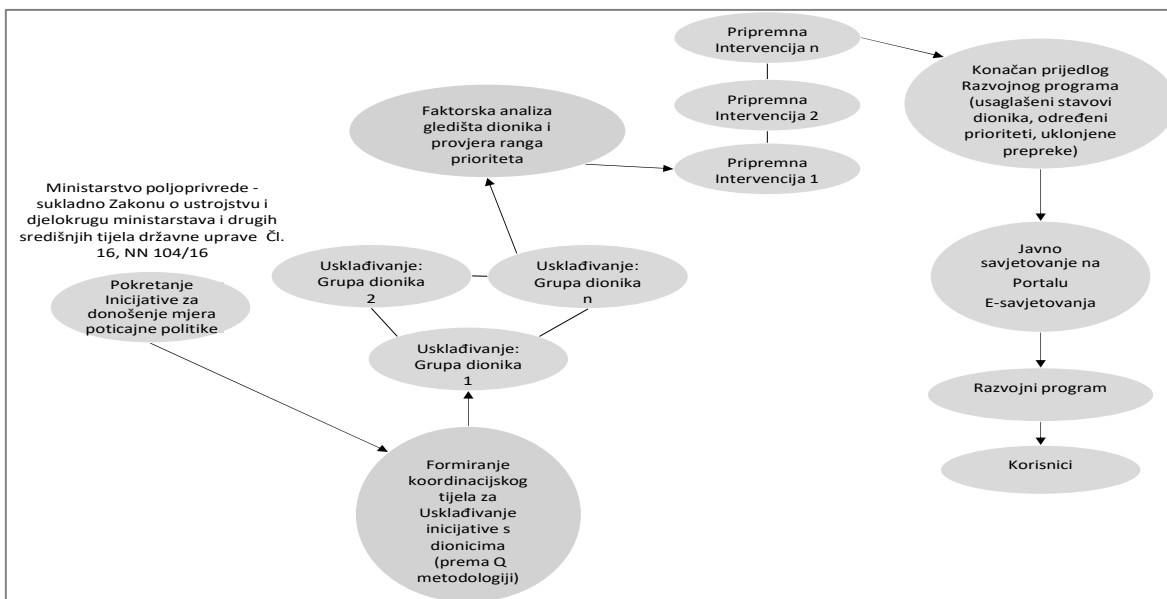 Ministarstvo poljoprivrede -
sukladno Zakonu o ustrojstvu i
djelokrugu ministarstava i drugih
središnjih tijela državne uprave Čl.
16, NN 104/16
Pokretanje
Inicijative za
donošenje mjera
poticajne politike
Formiranje
koordinacijskog
tijela za
Usklađivanje
inicijative s
dionicima
(prema Q
metodologiji)
Usklađivanje:
Grupa dionika
1
Usklađivanje:
Grupa dionika
2
Usklađivanje:
Grupa dionika
n
Faktorska analiza
gledišta dionika i
provjera ranga
prioriteta
Pripremna
Intervencija 1
Pripremna
Intervencija 2
Pripremna
Intervencija n
Konačan prijedlog
Razvojnog programa
(usaglašeni stavovi
dionika, određeni
prioriteti, uklonjene
prepreke)
Javno
savjetovanje na
Portalu
E-savjetovanja
Razvojni program
Korisnici